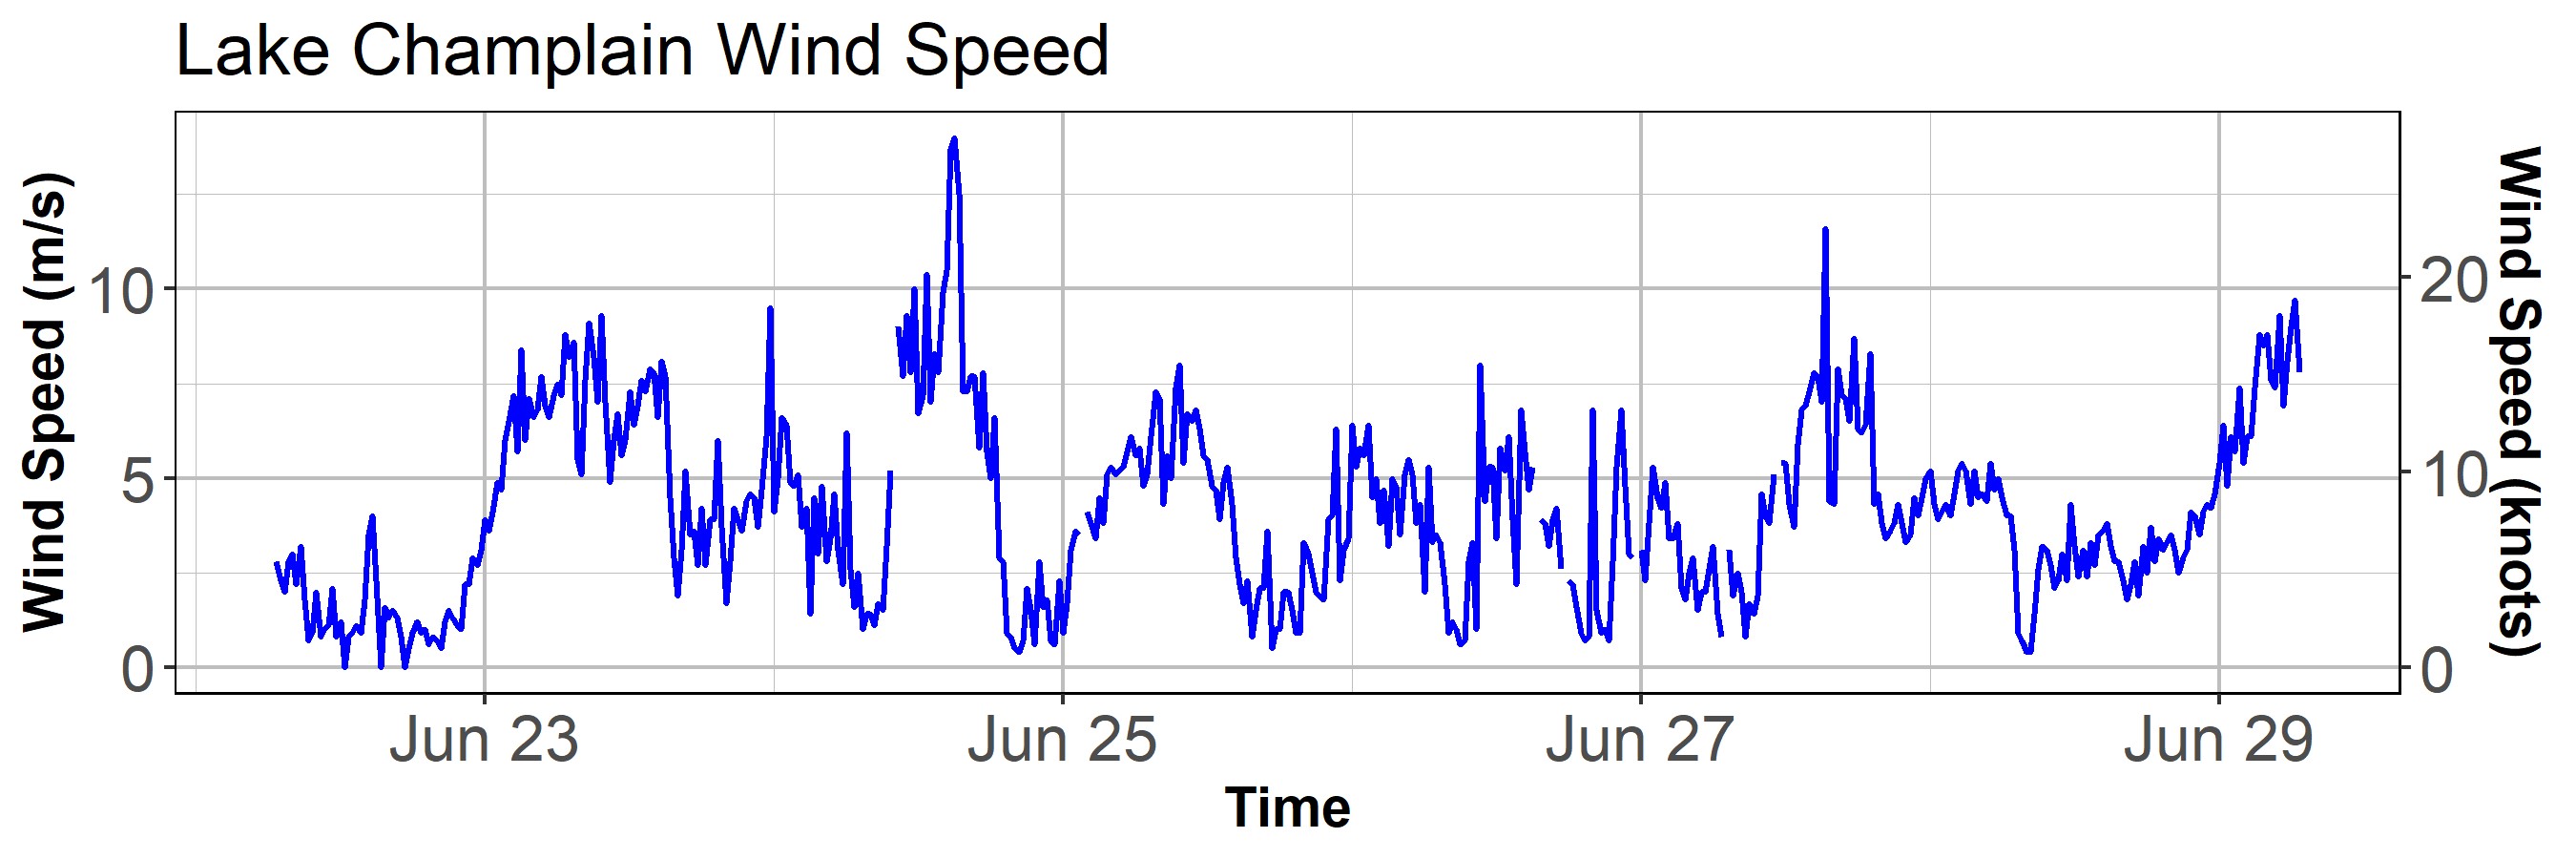 Lake Champlain Wind Speed
Wind Speed (m/s)
10
5
0
20
10
0
Wind Speed (knots)
Jun 23 Jun 25 Jun 27 Jun 29
Time